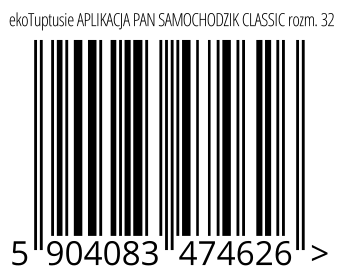 ekoTuptusie APLIKACJA PAN SAMOCHODZIK CLASSIC rozm. 32
5 904083 474626 >